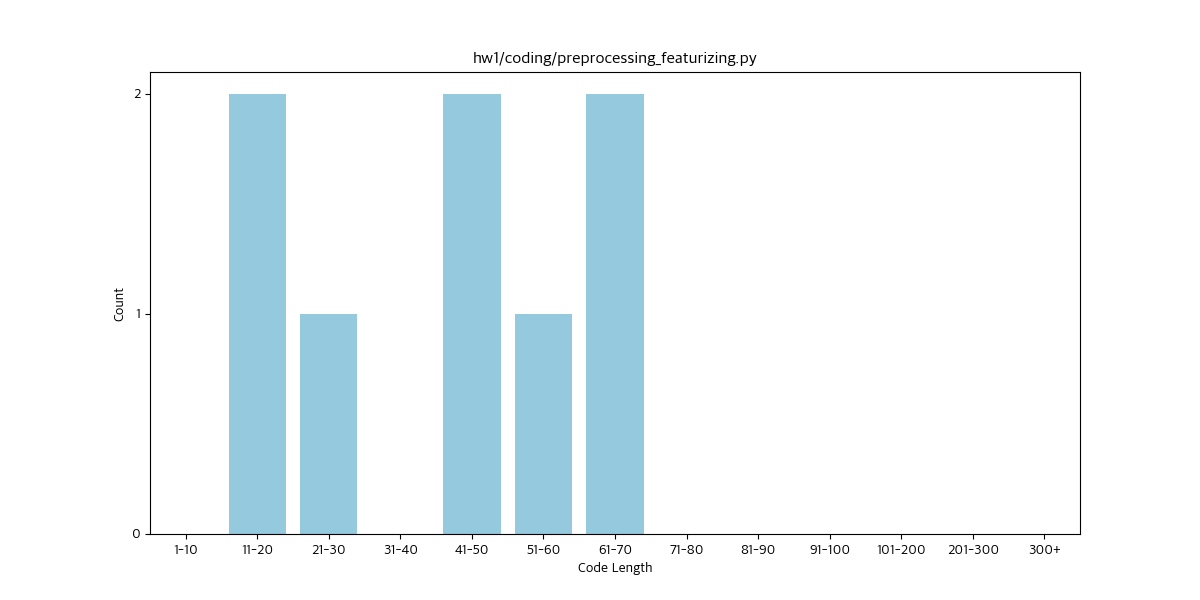 hw1/coding/preprocessing_featurizing.py
2
1
0
Count
1-10 11-20 21-30 31-40 41-50 51-60 61-70 71-80 81-90 91-100 101-200 201-300 300+
Code Length